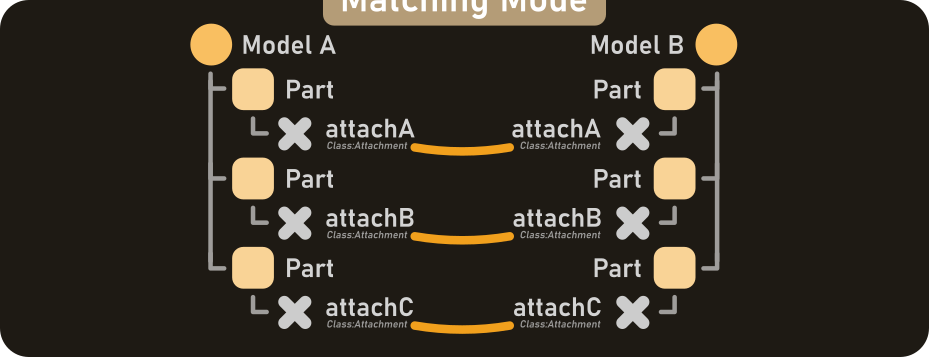 Matching Mode
Model A Model B
Part Part
attachA attachA
Class:Attachment Class:Attachment
Part Part
attachB attachB
Class:Attachment Class:Attachment
Part Part
attachC attachC
Class:Attachment Class:Attachment